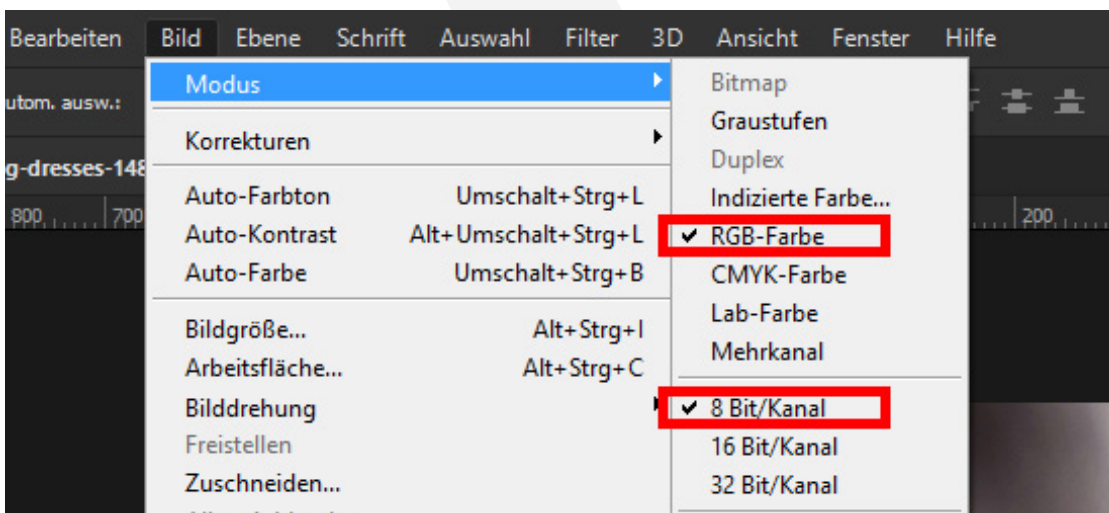 Bearbeiten Bild Ebene Schrift Auswahl Filter 3D Ansicht Fenster Hilfe
utom. ausw.:
g-dresses-148
800 700
200
Modus
Korrekturen
Auto-Farbton Umschalt+Strg+L
Auto-Kontrast Alt+Umschalt+Strg+L
Auto-Farbe Umschalt+Strg+B
Bildgröße... Alt+Strg+I
Arbeitsfläche... Alt+Strg+C
Bilddrehung
Freistellen
Zuschneiden...
Bitmap
Graustufen
Duplex
Indizierte Farbe...
RGB-Farbe
CMYK-Farbe
Lab-Farbe
Mehrkanal
8 Bit/Kanal
16 Bit/Kanal
32 Bit/Kanal